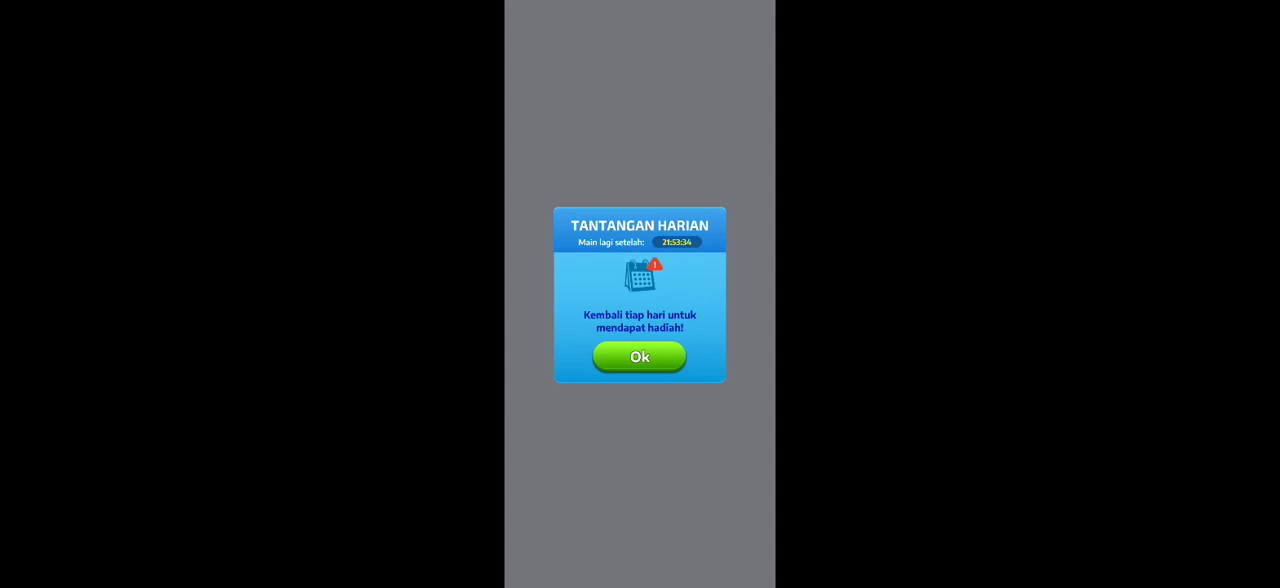 TANTANGAN HARIAN
Main lagi setelah: 21:53:34
Kembali tiap hari untuk
mendapat hadiah!
Ok